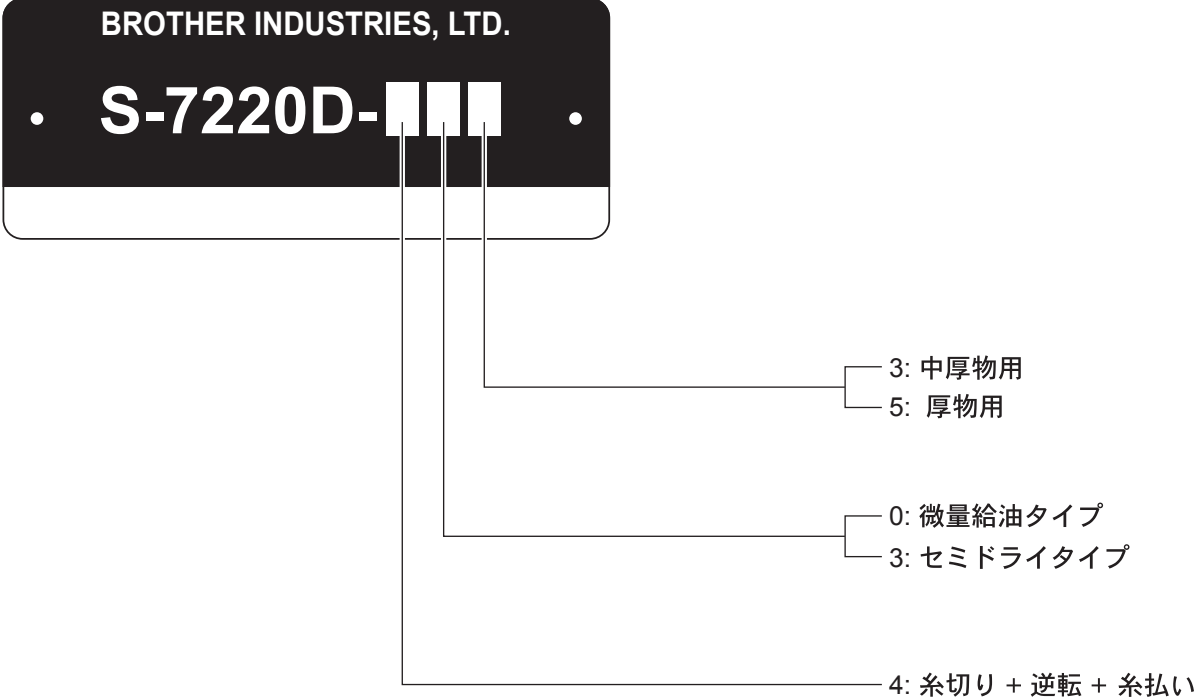 BROTHER INDUSTRIES, LTD.
S-7220D-
3: 中厚物用
5: 厚物用
0: 微量給油タイプ
3: セミドライタイプ
4: 糸切り + 逆転 + 糸払い